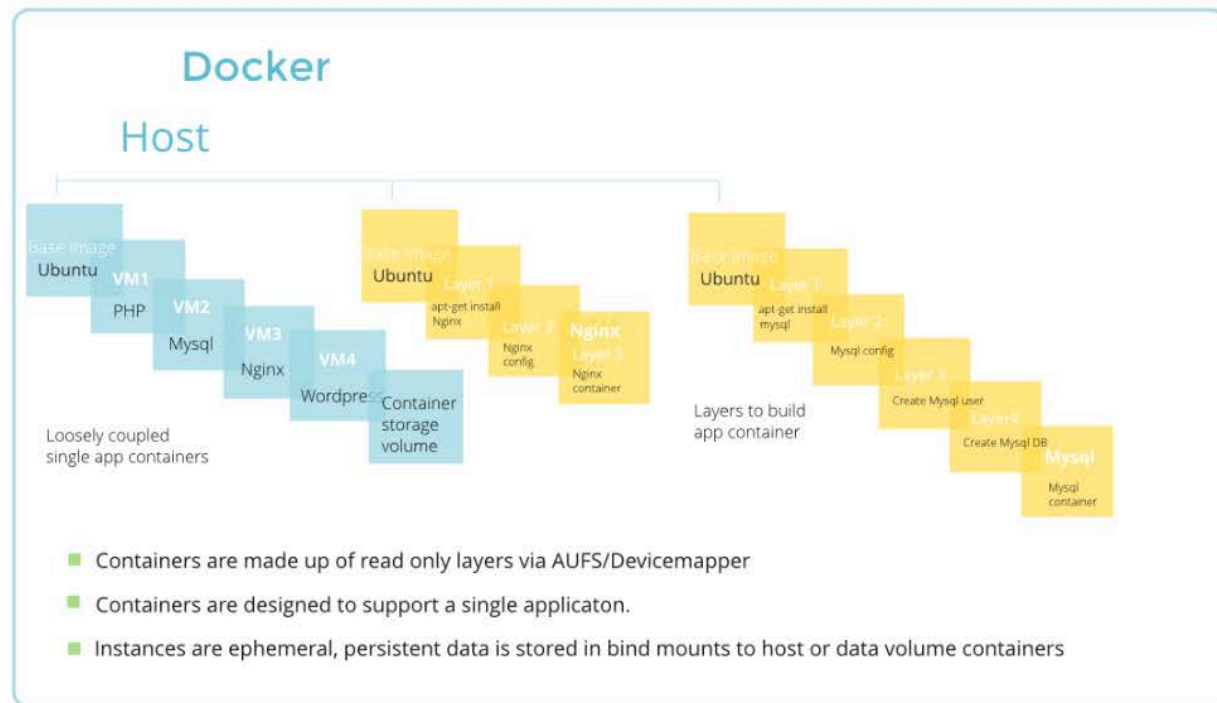 Docker
Host
Base Image
Ubuntu
VM1
PHP
VM2
Mysql
VM3
Nginx
VM4
Wordpress
Container
storage
volume
Loosely coupled
single app containers
Base Image
Ubuntu
Layer 1
apt-get install
Nginx
Layer 2
Nginx
config
Nginx
Layer 3
Nginx
container
Ubuntu
Layer 1
apt-get install
mysql
Layer 2
Mysql config
Layer 3
Create Mysql user
Layer4
Create Mysql DB
Mysql
Mysql
container
Layers to build
app container
Containers are made up of read only layers via AUFS/Devicemapper
Containers are designed to support a single applicaton.
Instances are ephemeral, persistent data is stored in bind mounts to host or data volume containers